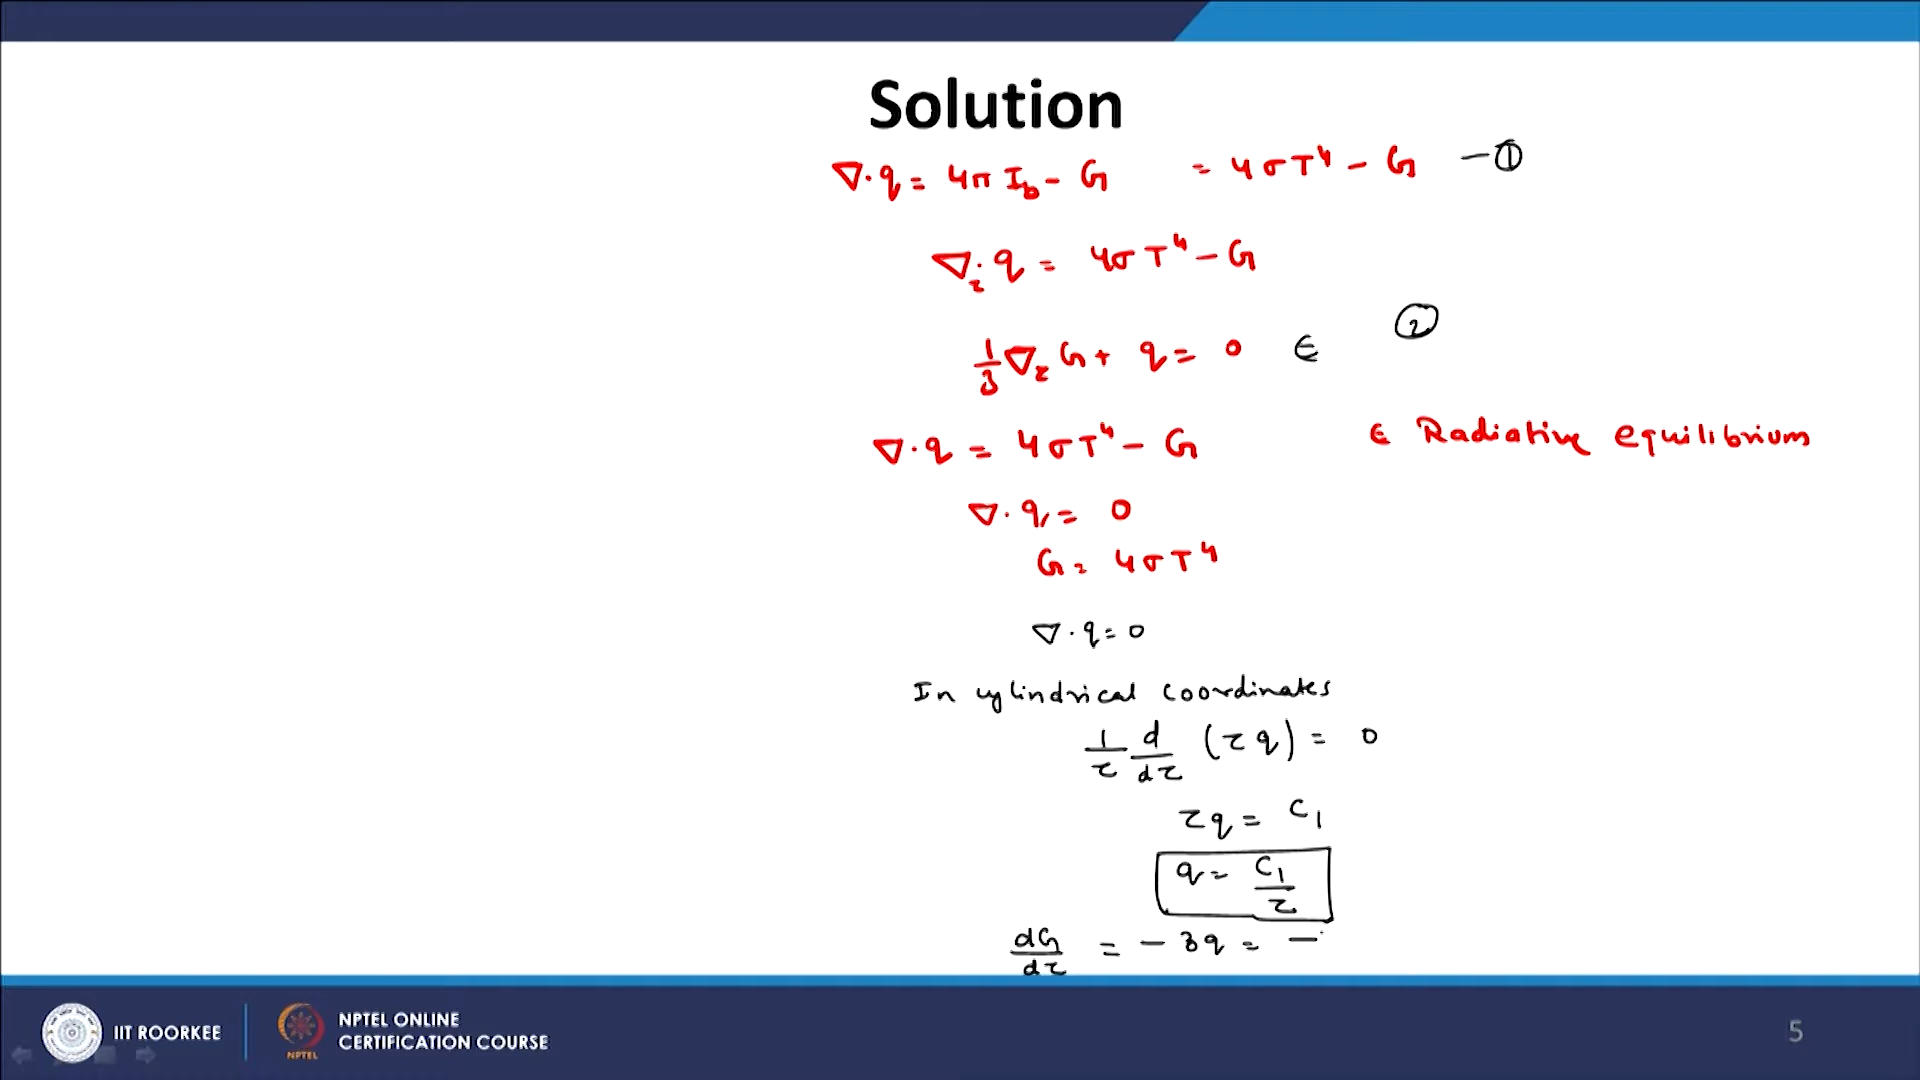 Solution
∇·q = 4π I_b - G = 4σT⁴ - G —①
∇_τ·q = 4σT⁴ - G
②
1/3 ∇_τ G + q = 0 ∈
∇·q = 4σT⁴ - G ∈ Radiative equilibrium
∇·q = 0
G = 4σT⁴
∇·q = 0
In cylindrical coordinates
1/τ d/dτ (τq) = 0
τq = C₁
q = C₁/τ
dG/dτ = -3q = -
IIT ROORKEE
NPTEL
NPTEL ONLINE
CERTIFICATION COURSE
5